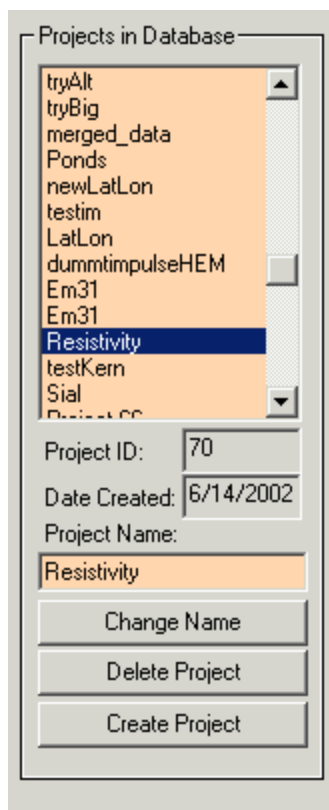 Projects in Database
tryAlt
tryBig
merged_data
Ponds
newLatLon
testim
LatLon
dummtimpulseHEM
Em31
Em31
Resistivity
testKern
Sial
Project ID: 70
Date Created: 6/14/2002
Project Name:
Resistivity
Change Name
Delete Project
Create Project